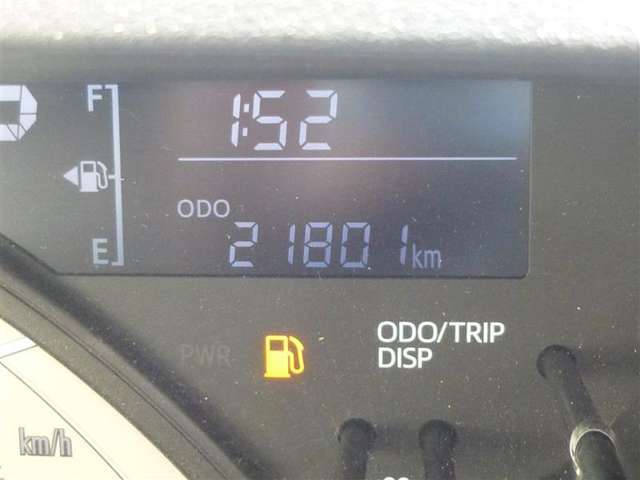 F
1:52
ODO
E
21801km
PWR
ODO/TRIP
DISP
km/h